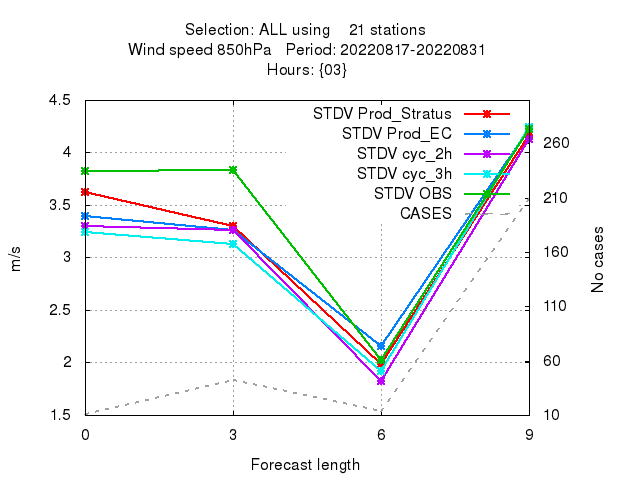 Selection: ALL using 21 stations
Wind speed 850hPa Period: 20220817-20220831
Hours: {03}
4.5
4
3.5
3
2.5
2
1.5
m/s
STDV Prod_Stratus
STDV Prod_EC
STDV cyc_2h
STDV cyc_3h
STDV OBS
CASES
260
210
160
110
60
10
No cases
0 3 6 9
Forecast length